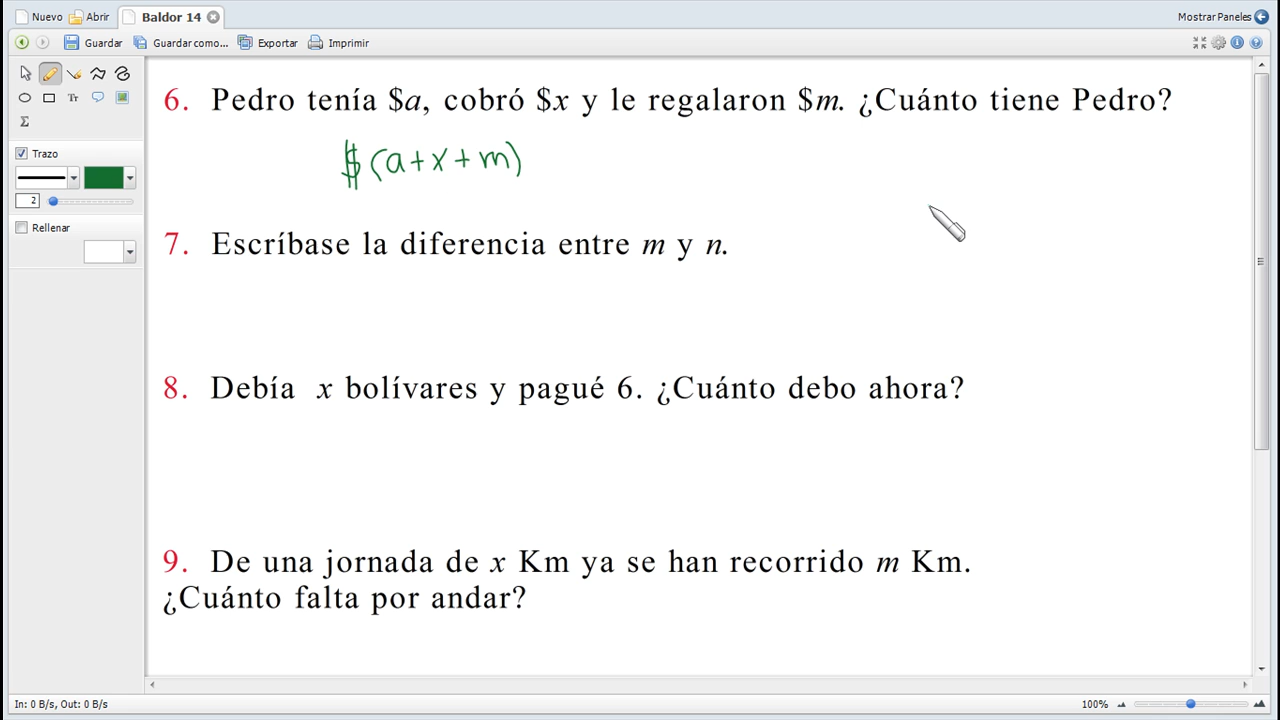 Nuevo Abrir Baldor 14 Mostrar Paneles
Guardar Guardar como... Exportar Imprimir
6. Pedro tenía $a, cobró $x y le regalaron $m. ¿Cuánto tiene Pedro?
Tr
Σ
Trazo
$(a+x+m)
2
Rellenar
7. Escríbase la diferencia entre m y n.
8. Debía x bolívares y pagué 6. ¿Cuánto debo ahora?
9. De una jornada de x Km ya se han recorrido m Km.
¿Cuánto falta por andar?
In: 0 B/s, Out: 0 B/s 100%